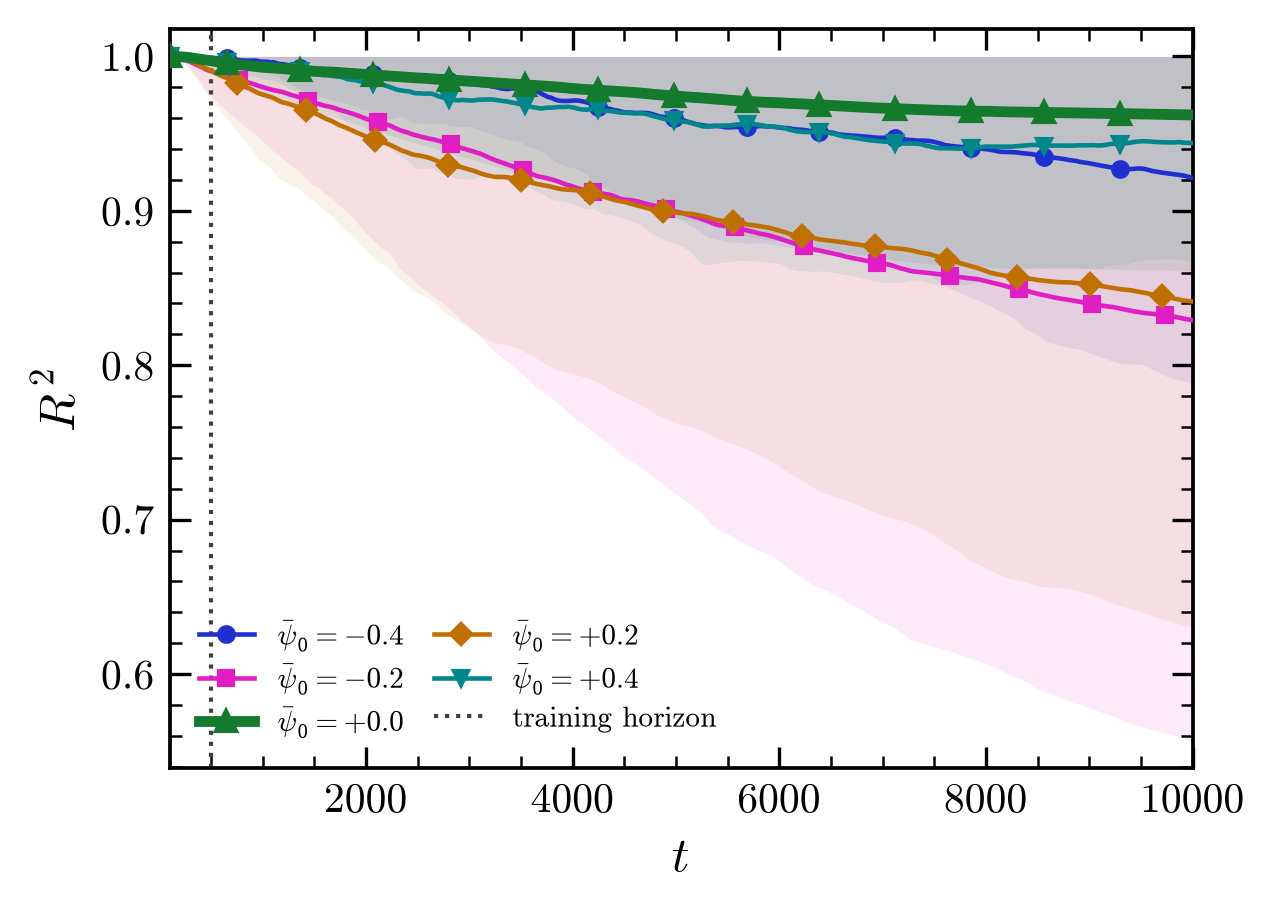 1.0
0.9
0.8
0.7
0.6
R²
ψ̄₀ = −0.4
ψ̄₀ = −0.2
ψ̄₀ = +0.0
ψ̄₀ = +0.2
ψ̄₀ = +0.4
training horizon
2000 4000 6000 8000 10000
t